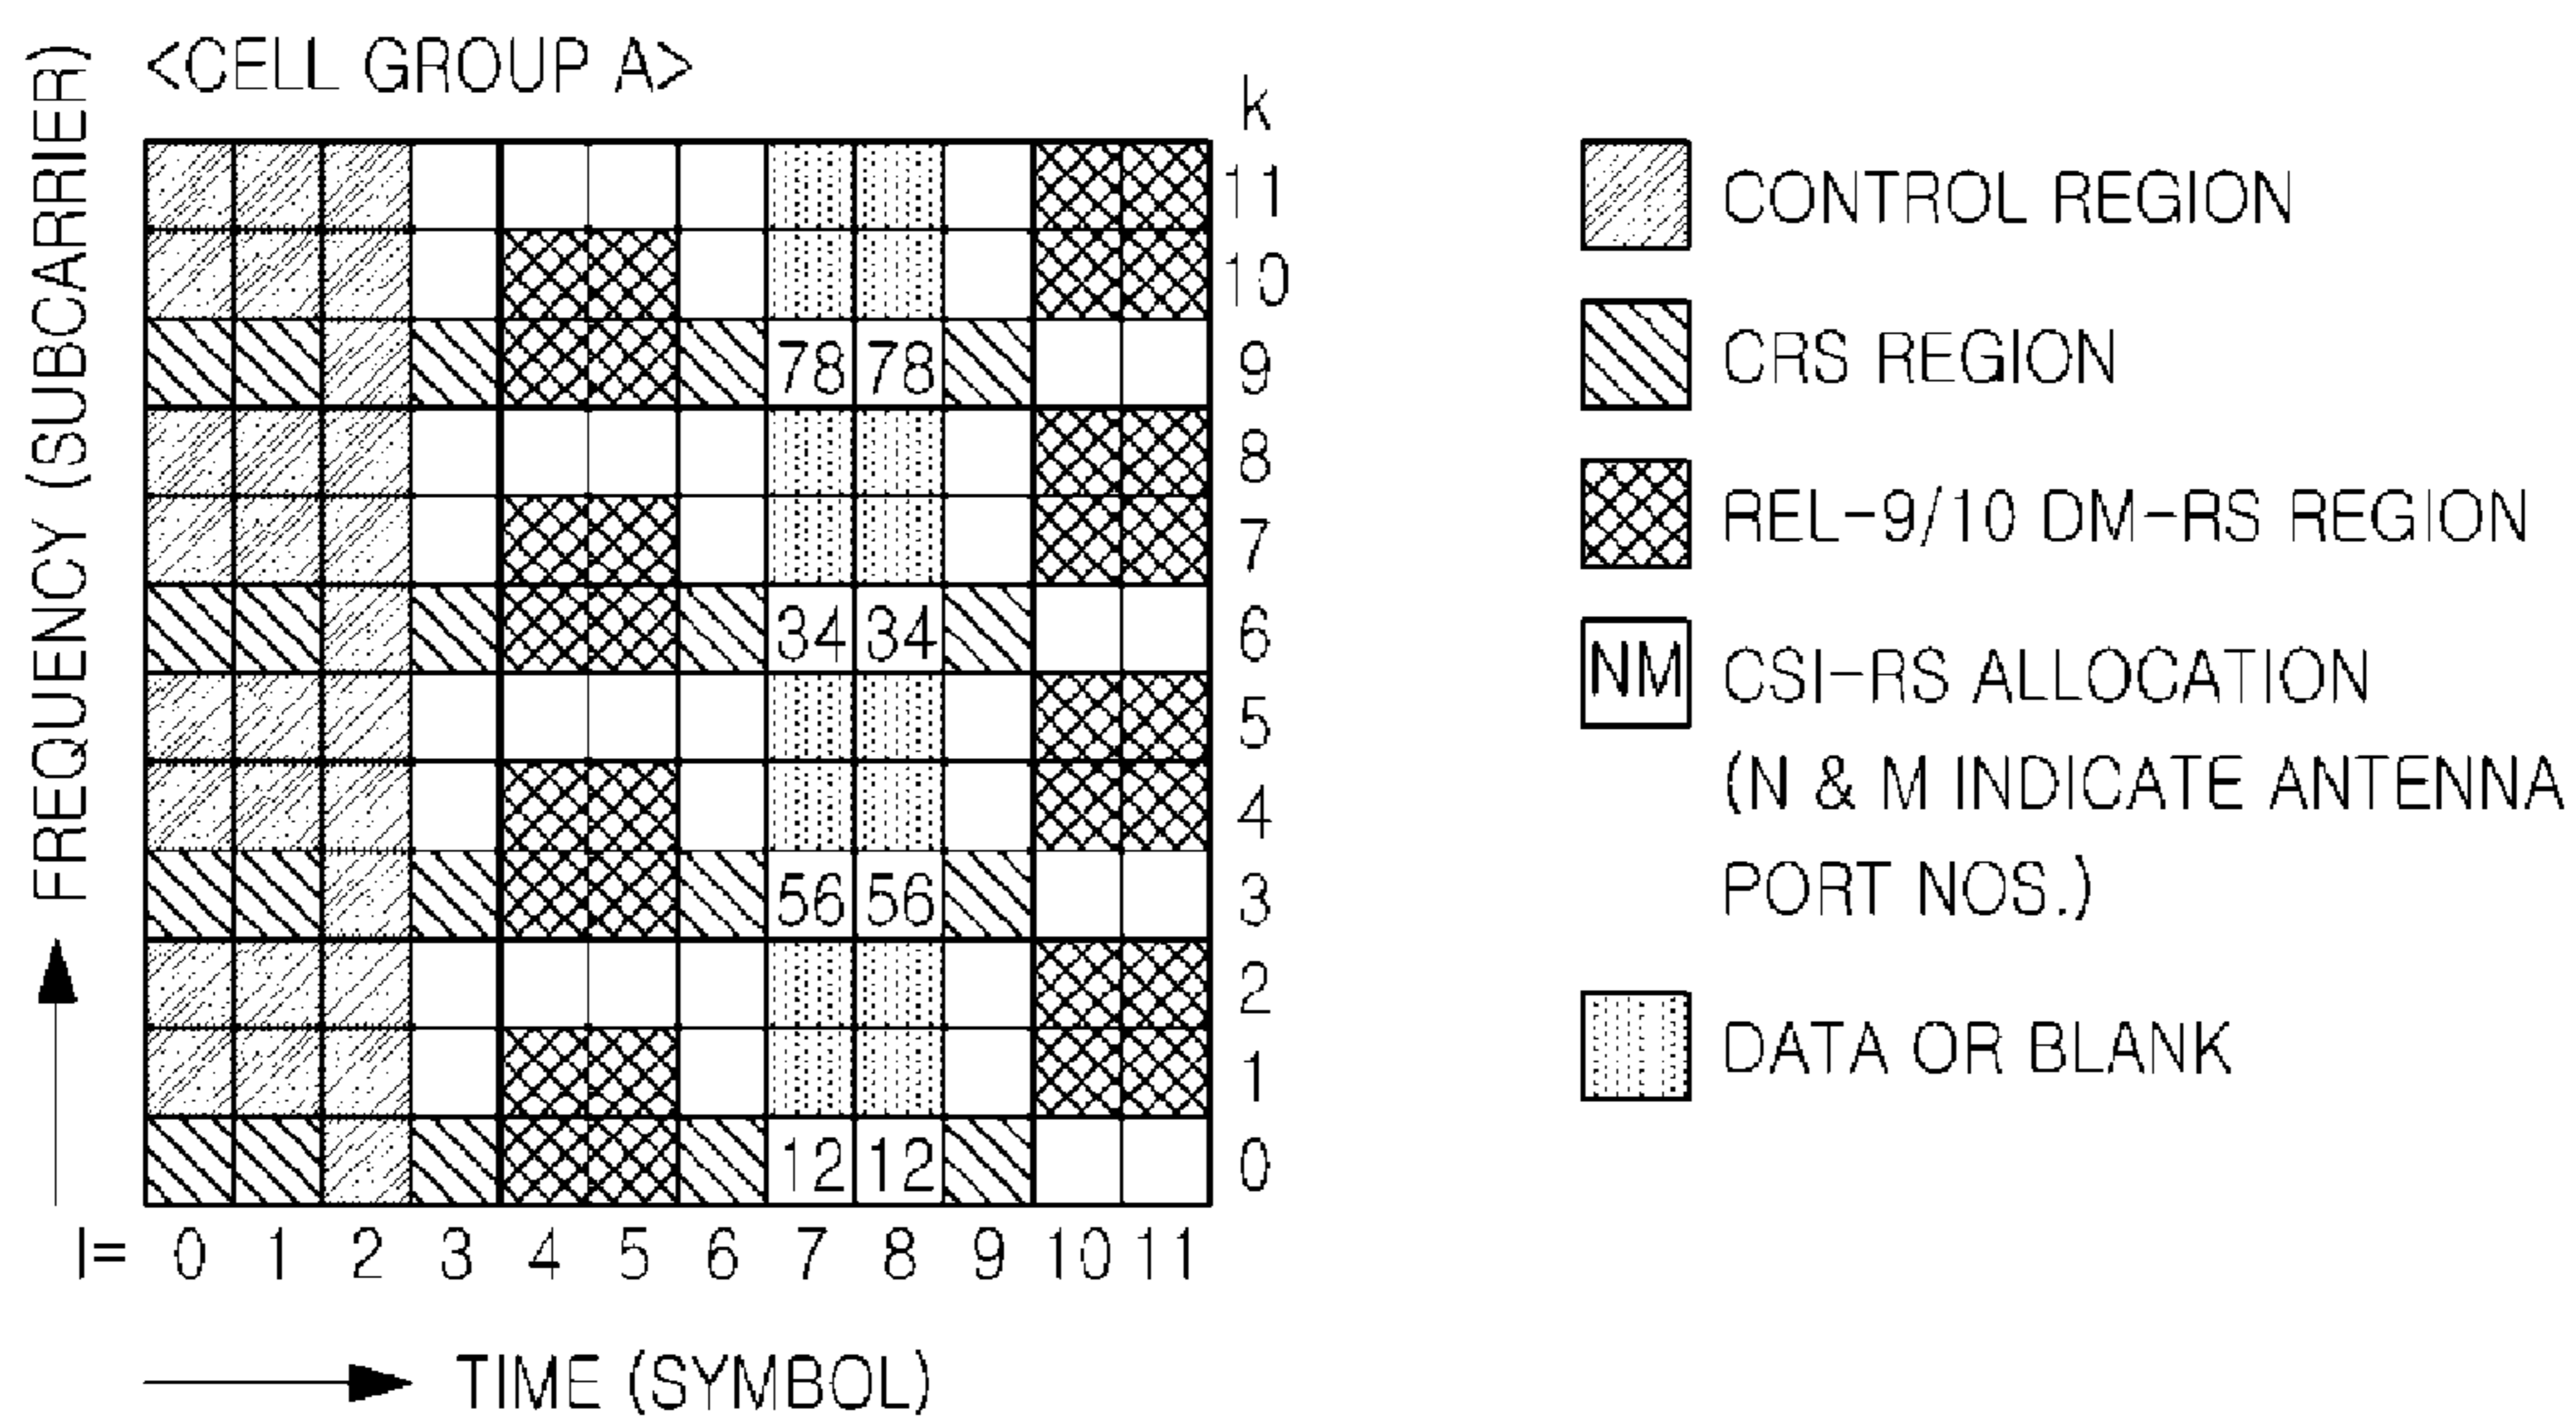 <CELL GROUP A>
FREQUENCY (SUBCARRIER)
k
11
10
78 78 9
8
7
34 34 6
5
4
56 56 3
2
1
12 12 0
l= 0 1 2 3 4 5 6 7 8 9 10 11
TIME (SYMBOL)
CONTROL REGION
CRS REGION
REL-9/10 DM-RS REGION
NM CSI-RS ALLOCATION
(N & M INDICATE ANTENNA
PORT NOS.)
DATA OR BLANK